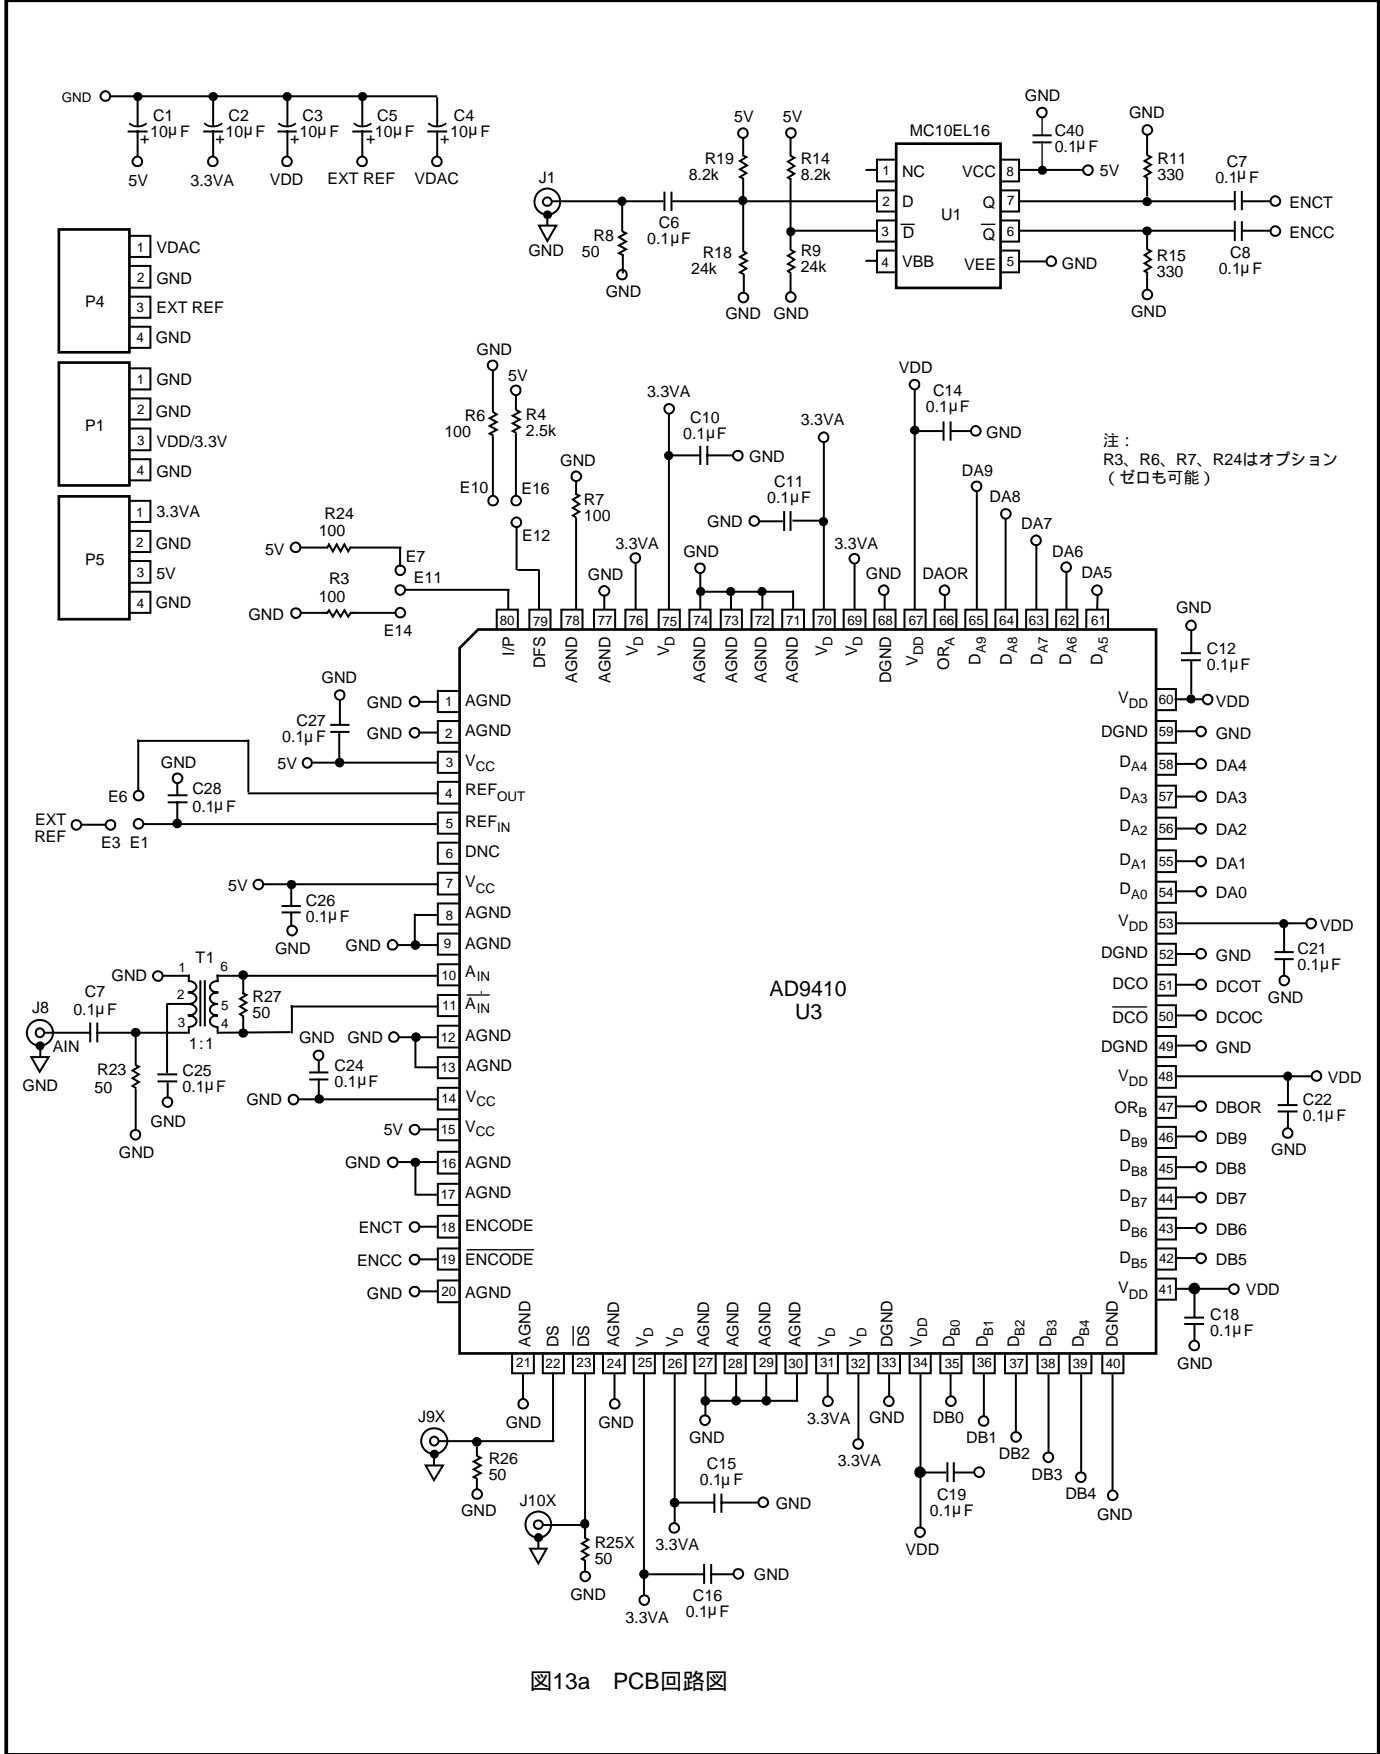 GND
C1
10µF
C2
10µF
C3
10µF
C5
10µF
C4
10µF
5V
3.3VA
VDD
EXT REF
VDAC
P4
1 VDAC
2 GND
3 EXT REF
4 GND
P1
1 GND
2 GND
3 VDD/3.3V
4 GND
P5
1 3.3VA
2 GND
3 5V
4 GND
J1
GND
R8
50
GND
C6
0.1µF
5V
R19
8.2k
R18
24k
GND
5V
R14
8.2k
R9
24k
GND
MC10EL16
U1
1 NC
2 D
3 D
4 VBB
VCC 8
Q 7
Q 6
VEE 5
GND
C40
0.1µF
5V
GND
GND
R11
330
C7
0.1µF
ENCT
ENCC
C8
0.1µF
R15
330
GND
注：
R3、R6、R7、R24はオプション
（ゼロも可能）
GND
R6
100
E10
5V
R4
2.5k
E16
E12
GND
R7
100
R24
100
5V
E7
E11
R3
100
GND
E14
GND
3.3VA
3.3VA
C10
0.1µF
GND
GND
3.3VA
C11
0.1µF
GND
3.3VA
GND
VDD
C14
0.1µF
GND
DAOR
DA9
DA8
DA7
DA6
DA5
80 I/P
79 DFS
78 AGND
77 AGND
76 VD
75 VD
74 AGND
73 AGND
72 AGND
71 AGND
70 VD
69 VD
68 DGND
67 VDD
66 ORA
65 DA9
64 DA8
63 DA7
62 DA6
61 DA5
AD9410
U3
GND 1 AGND
GND 2 AGND
GND
C27
0.1µF
5V 3 VCC
4 REFOUT
5 REFIN
GND
C28
0.1µF
E6
EXT
REF
E3 E1
6 DNC
5V 7 VCC
C26
0.1µF
GND
8 AGND
GND 9 AGND
10 AIN
11 AIN
GND
T1
1 2 3
6 5 4
1:1
R27
50
J8
AIN
GND
C7
0.1µF
R23
50
GND
C25
0.1µF
GND
GND 12 AGND
13 AGND
GND
C24
0.1µF
GND 14 VCC
5V 15 VCC
GND 16 AGND
17 AGND
ENCT 18 ENCODE
ENCC 19 ENCODE
GND 20 AGND
GND
C12
0.1µF
VDD 60 VDD
DGND 59 GND
DA4 58 DA4
DA3 57 DA3
DA2 56 DA2
DA1 55 DA1
DA0 54 DA0
VDD 53 VDD
C21
0.1µF
GND
DGND 52 GND
DCO 51 DCOT
DCO 50 DCOC
DGND 49 GND
VDD 48 VDD
C22
0.1µF
GND
ORB 47 DBOR
DB9 46 DB9
DB8 45 DB8
DB7 44 DB7
DB6 43 DB6
DB5 42 DB5
VDD 41 VDD
C18
0.1µF
GND
21 AGND
22 DS
23 DS
24 AGND
25 VD
26 VD
27 AGND
28 AGND
29 AGND
30 AGND
31 VD
32 VD
33 DGND
34 VDD
35 DB0
36 DB1
37 DB2
38 DB3
39 DB4
40 DGND
GND
J9X
R26
50
GND
J10X
R25X
50
GND
GND
3.3VA
C16
0.1µF
GND
3.3VA
C15
0.1µF
GND
GND
3.3VA
3.3VA
GND
C19
0.1µF
VDD
DB0
DB1
DB2
DB3
DB4
GND
図13a　PCB回路図